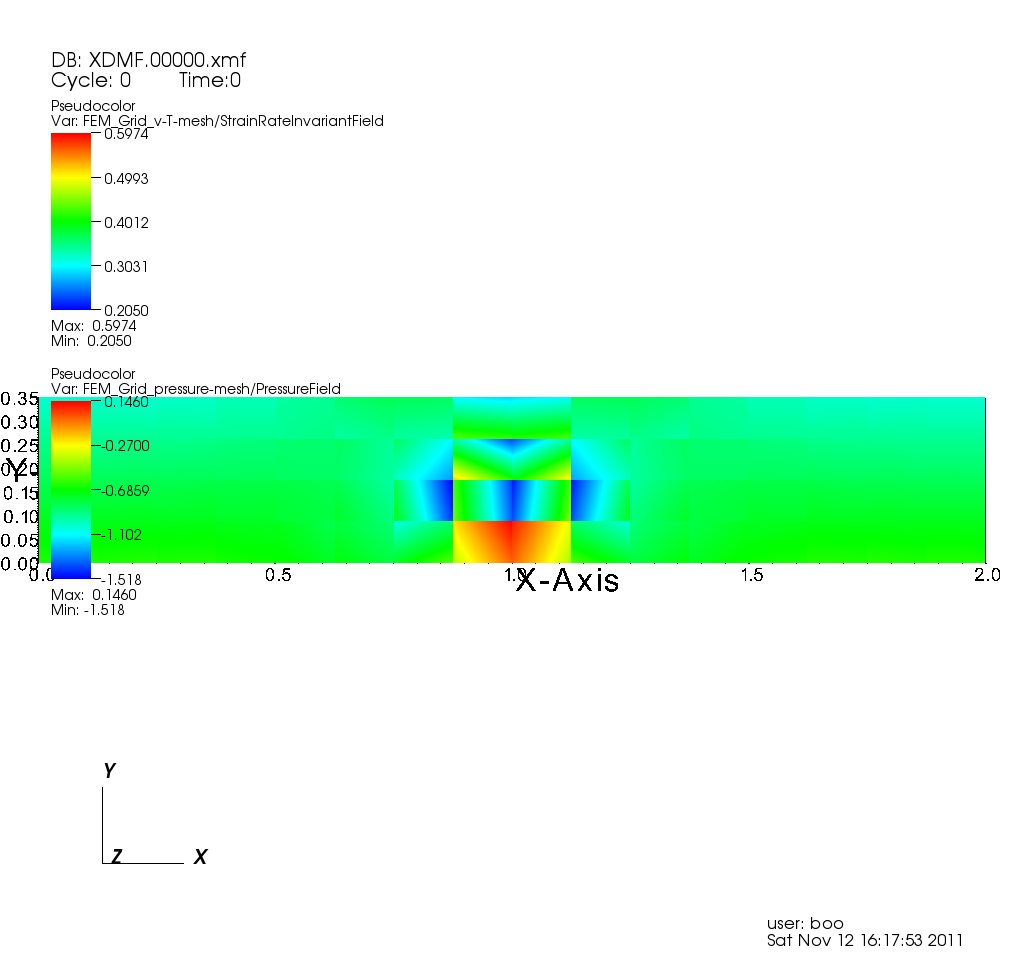 DB: XDMF.00000.xmf
Cycle: 0 Time:0
Pseudocolor
Var: FEM_Grid_v-T-mesh/StrainRateInvariantField
0.5974
0.4993
0.4012
0.3031
0.2050
Max: 0.5974
Min: 0.2050
Pseudocolor
Var: FEM_Grid_pressure-mesh/PressureField
0.1460
-0.2700
-0.6859
-1.102
-1.518
Max: 0.1460
Min: -1.518
0.35
0.30
0.25
0.20
0.15
0.10
0.05
0.00
Y-
0.0 0.5 1.0 1.5 2.0
X-Axis
Y
Z X
user: boo
Sat Nov 12 16:17:53 2011